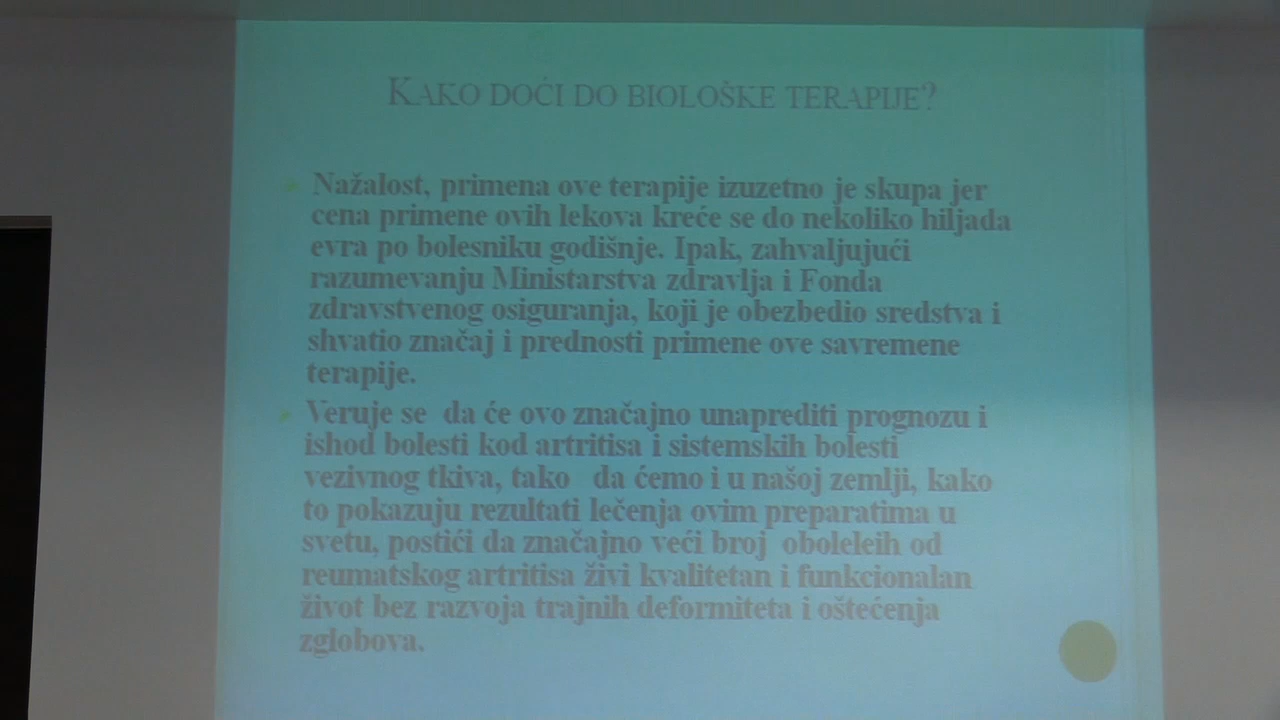 KAKO DOĆI DO BIOLOŠKE TERAPIJE?
Nažalost, primena ove terapije izuzetno je skupa jer
cena primene ovih lekova kreće se do nekoliko hiljada
evra po bolesniku godišnje. Ipak, zahvaljujući
razumevanju Ministarstva zdravlja i Fonda
zdravstvenog osiguranja, koji je obezbedio sredstva i
shvatio značaj i prednosti primene ove savremene
terapije.
Veruje se da će ovo značajno unaprediti prognozu i
ishod bolesti kod artritisa i sistemskih bolesti
vezivnog tkiva, tako da ćemo i u našoj zemlji, kako
to pokazuju rezultati lečenja ovim preparatima u
svetu, postići da značajno veći broj oboleleih od
reumatskog artritisa živi kvalitetan i funkcionalan
život bez razvoja trajnih deformiteta i oštećenja
zglobova.